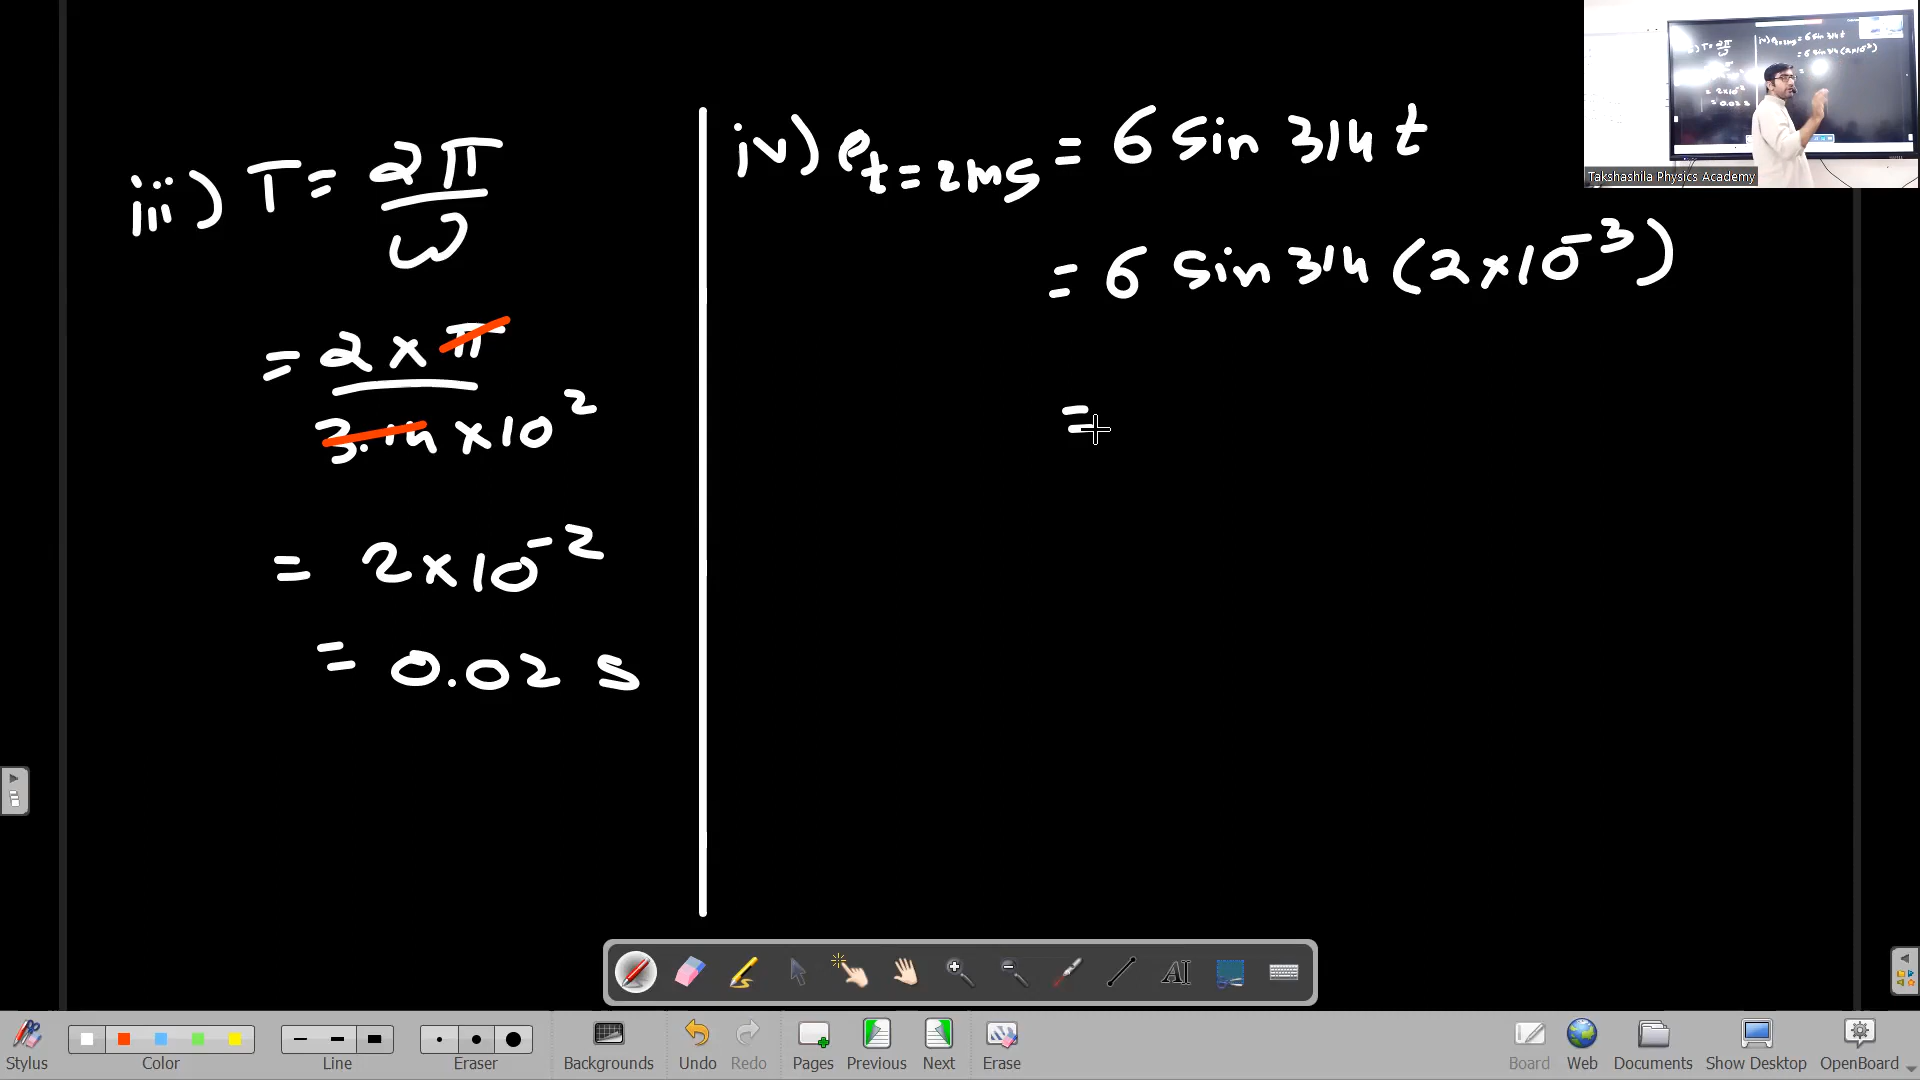 iii) T = 2π/ω
= 2 × π / 3.14 × 10²
= 2 × 10⁻²
= 0.02 s
iv) e_t = 2ms = 6 sin 314 t
= 6 sin 314 (2 × 10⁻³)
=
Takshashila Physics Academy
Stylus
Color
Line
Eraser
Backgrounds
Undo
Redo
Pages
Previous
Next
Erase
Board
Web
Documents
Show Desktop
OpenBoard